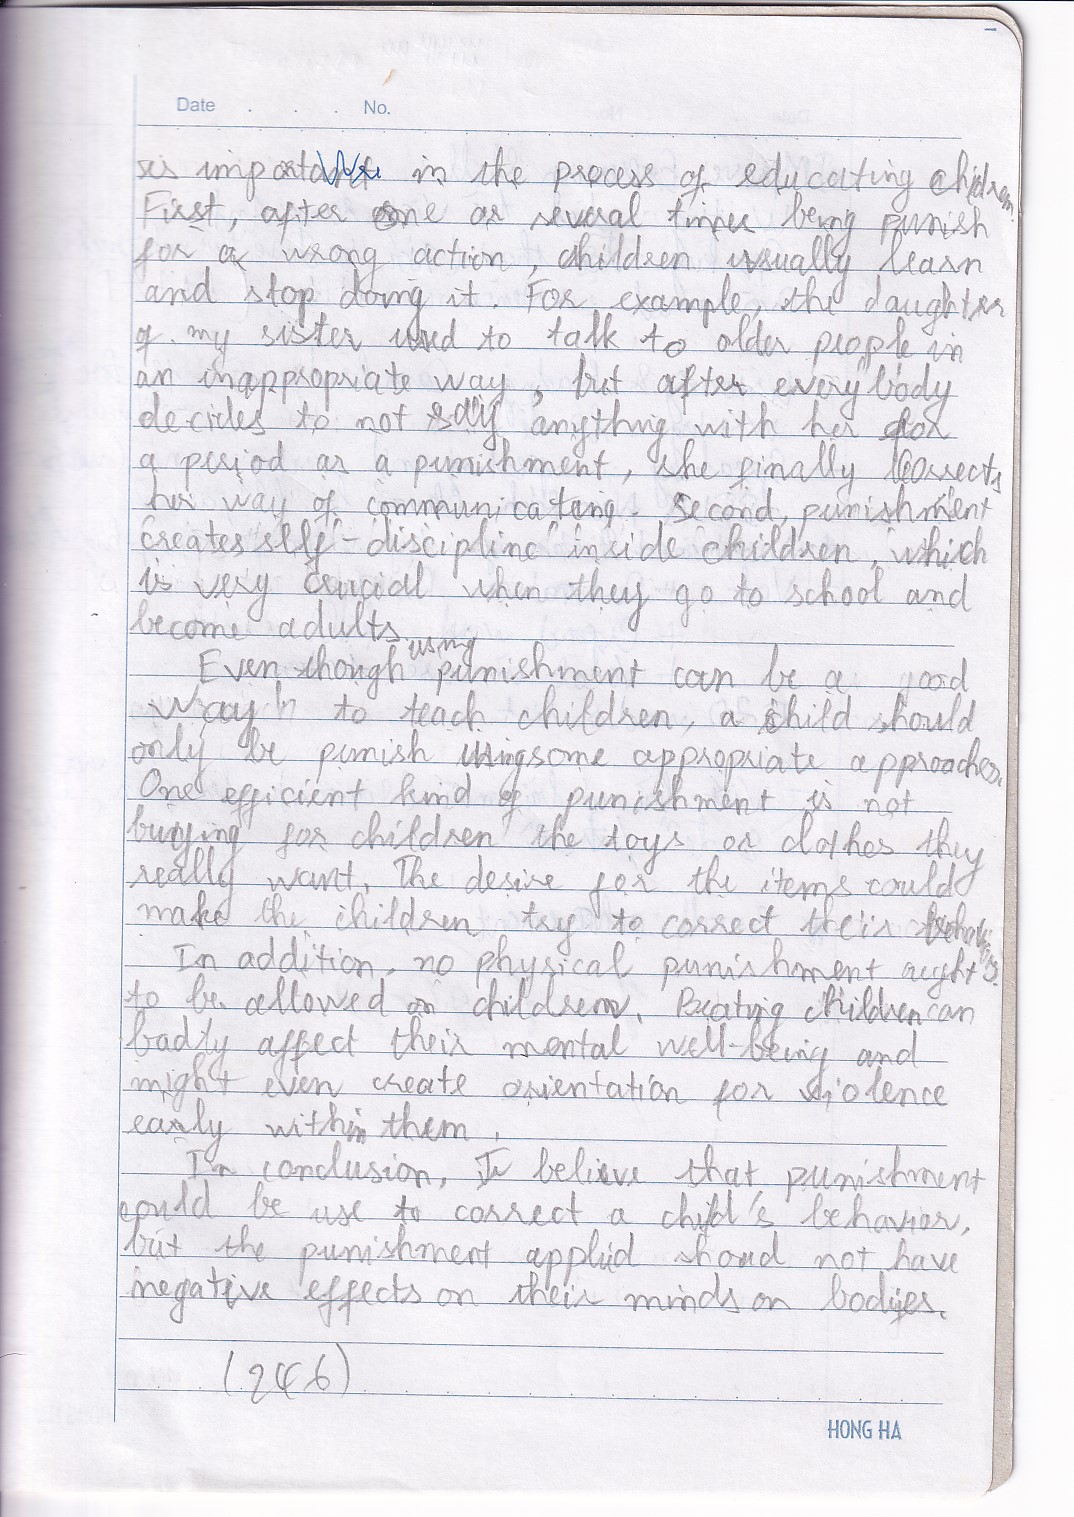 Date . . . No.
is important in the process of educating children.
First, after one or several times being punish
for a wrong action, children usually learn
and stop doing it. For example, the daughter
of my sister used to talk to older people in
an inappropriate way, but after everybody
decides to not say anything with her for
a period as a punishment, she finally corrects
her way of communicating. Second, punishment
creates self-discipline inside children, which
is very crucial when they go to school and
become adults.
Even though using punishment can be a good
way to teach children, a child should
only be punish using some appropriate approaches.
One efficient kind of punishment is not
buying for children the toys or clothes they
really want. The desire for the items could
make the children try to correct their behaviors.
In addition, no physical punishment aught
to be allowed on children. Beating children can
badly affect their mental well-being and
might even create orientation for violence
early within them.
In conclusion, I believe that punishment
could be use to correct a child's behavior,
but the punishment applied shoud not have
negative effects on their minds or bodies.
(246)
HONG HA